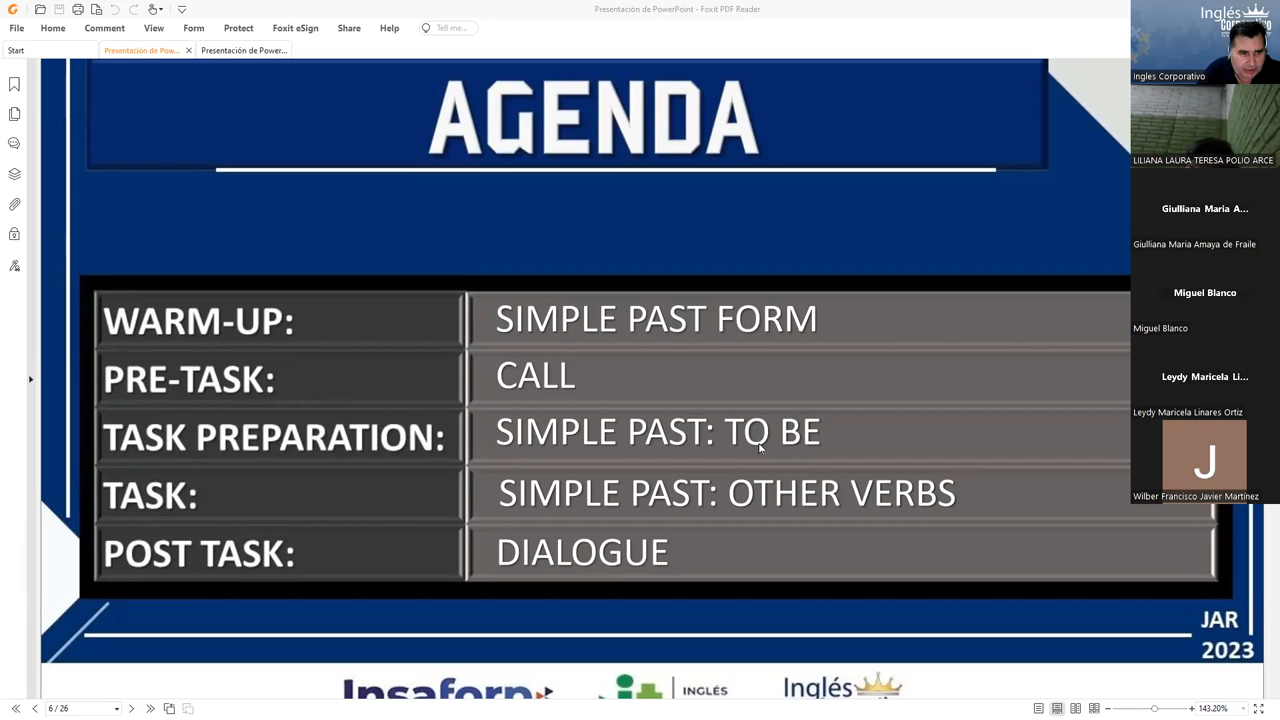 Presentación de PowerPoint - Foxit PDF Reader
File Home Comment View Form Protect Foxit eSign Share Help Tell me...
Start Presentación de Pow... Presentación de Power...
AGENDA
WARM-UP: SIMPLE PAST FORM
PRE-TASK: CALL
TASK PREPARATION: SIMPLE PAST: TO BE
TASK: SIMPLE PAST: OTHER VERBS
POST TASK: DIALOGUE
JAR
2023
Insaforp
INGLÉS
Inglés
6 / 26
143.20%
Inglés
Corporativo
Ingles Corporativo
LILIANA LAURA TERESA POLIO ARCE
Giulliana Maria A...
Giulliana Maria Amaya de Fraile
Miguel Blanco
Miguel Blanco
Leydy Maricela Li...
Leydy Maricela Linares Ortiz
J
Wilber Francisco Javier Martínez